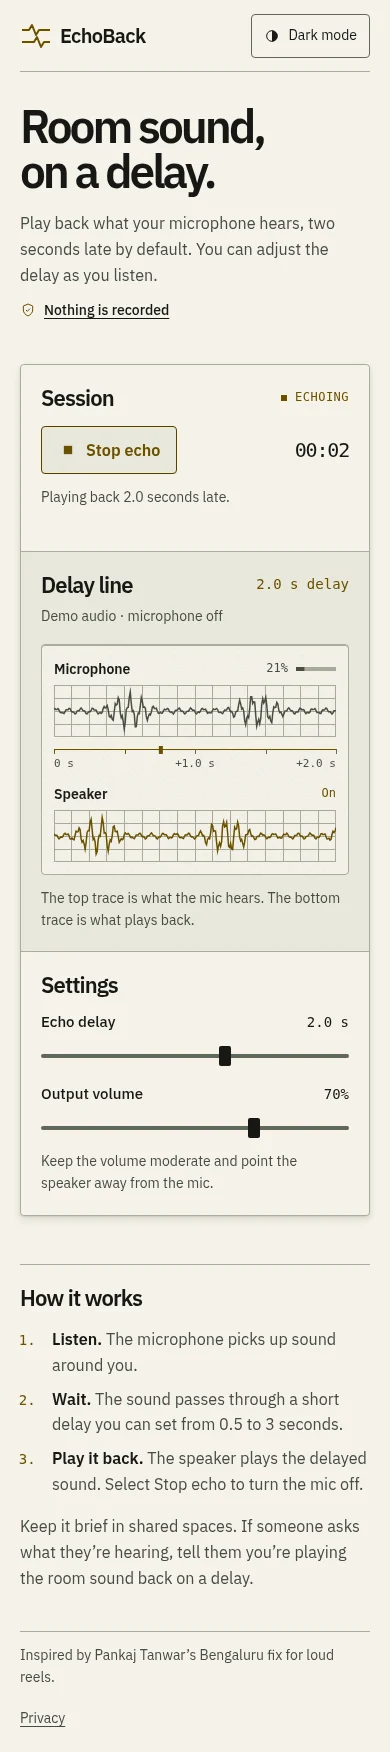 EchoBack
Dark mode
Room sound,
on a delay.
Play back what your microphone hears, two
seconds late by default. You can adjust the
delay as you listen.
Nothing is recorded
Session
ECHOING
Stop echo
00:02
Playing back 2.0 seconds late.
Delay line
2.0 s delay
Demo audio · microphone off
Microphone
21%
0 s
+1.0 s
+2.0 s
Speaker
On
The top trace is what the mic hears. The bottom
trace is what plays back.
Settings
Echo delay
2.0 s
Output volume
70%
Keep the volume moderate and point the
speaker away from the mic.
How it works
1. Listen. The microphone picks up sound
around you.
2. Wait. The sound passes through a short
delay you can set from 0.5 to 3 seconds.
3. Play it back. The speaker plays the delayed
sound. Select Stop echo to turn the mic off.
Keep it brief in shared spaces. If someone asks
what they’re hearing, tell them you’re playing
the room sound back on a delay.
Inspired by Pankaj Tanwar’s Bengaluru fix for loud
reels.
Privacy